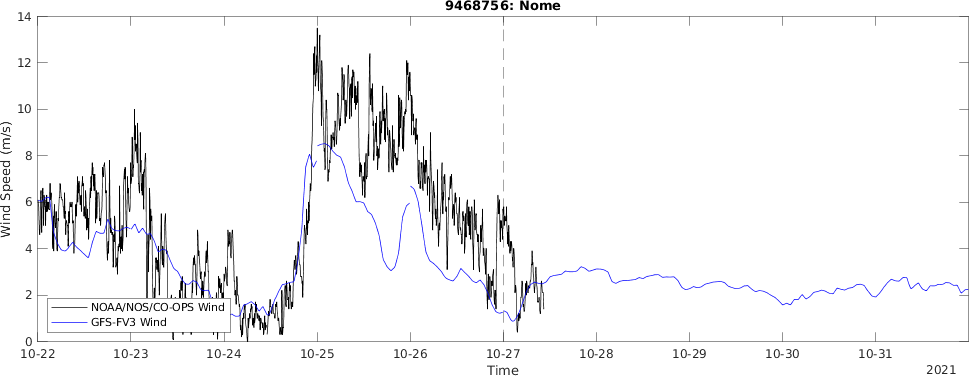 9468756: Nome
14
12
10
8
6
4
2
0
Wind Speed (m/s)
NOAA/NOS/CO-OPS Wind
GFS-FV3 Wind
10-22 10-23 10-24 10-25 10-26 10-27 10-28 10-29 10-30 10-31
Time
2021